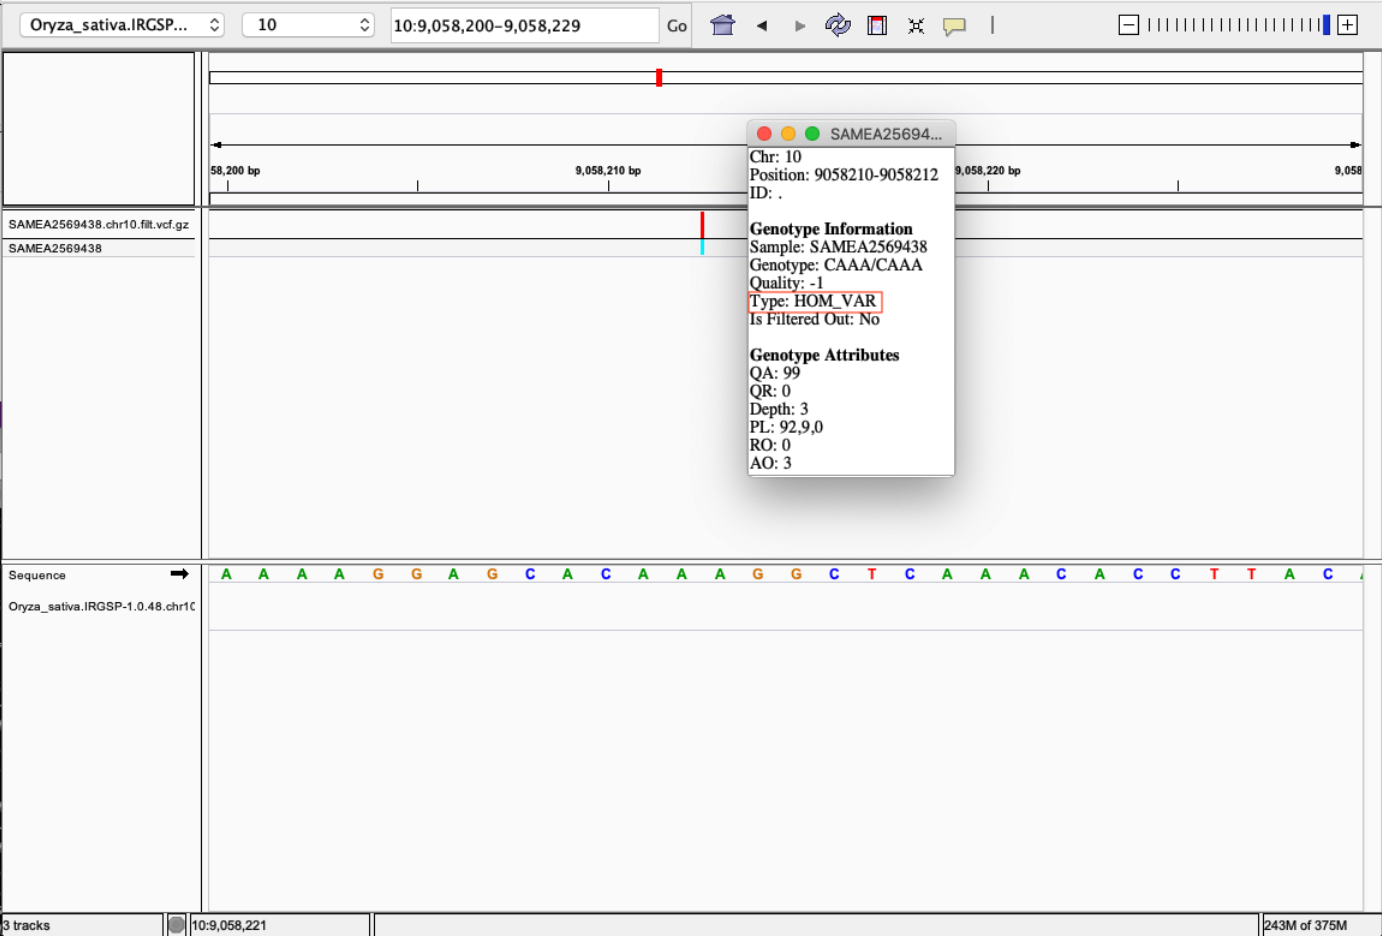 Oryza_sativa.IRGSP... 10 10:9,058,200-9,058,229 Go
SAMEA25694...
Chr: 10
Position: 9058210-9058212
ID: .
Genotype Information
Sample: SAMEA2569438
Genotype: CAAA/CAAA
Quality: -1
Type: HOM_VAR
Is Filtered Out: No
Genotype Attributes
QA: 99
QR: 0
Depth: 3
PL: 92,9,0
RO: 0
AO: 3
58,200 bp 9,058,210 bp 9,058,220 bp 9,058
SAMEA2569438.chr10.filt.vcf.gz
SAMEA2569438
Sequence A A A A G G A G C A C A A A G G C T C A A A C A C C T T A C
Oryza_sativa.IRGSP-1.0.48.chr10
3 tracks 10:9,058,221 243M of 375M